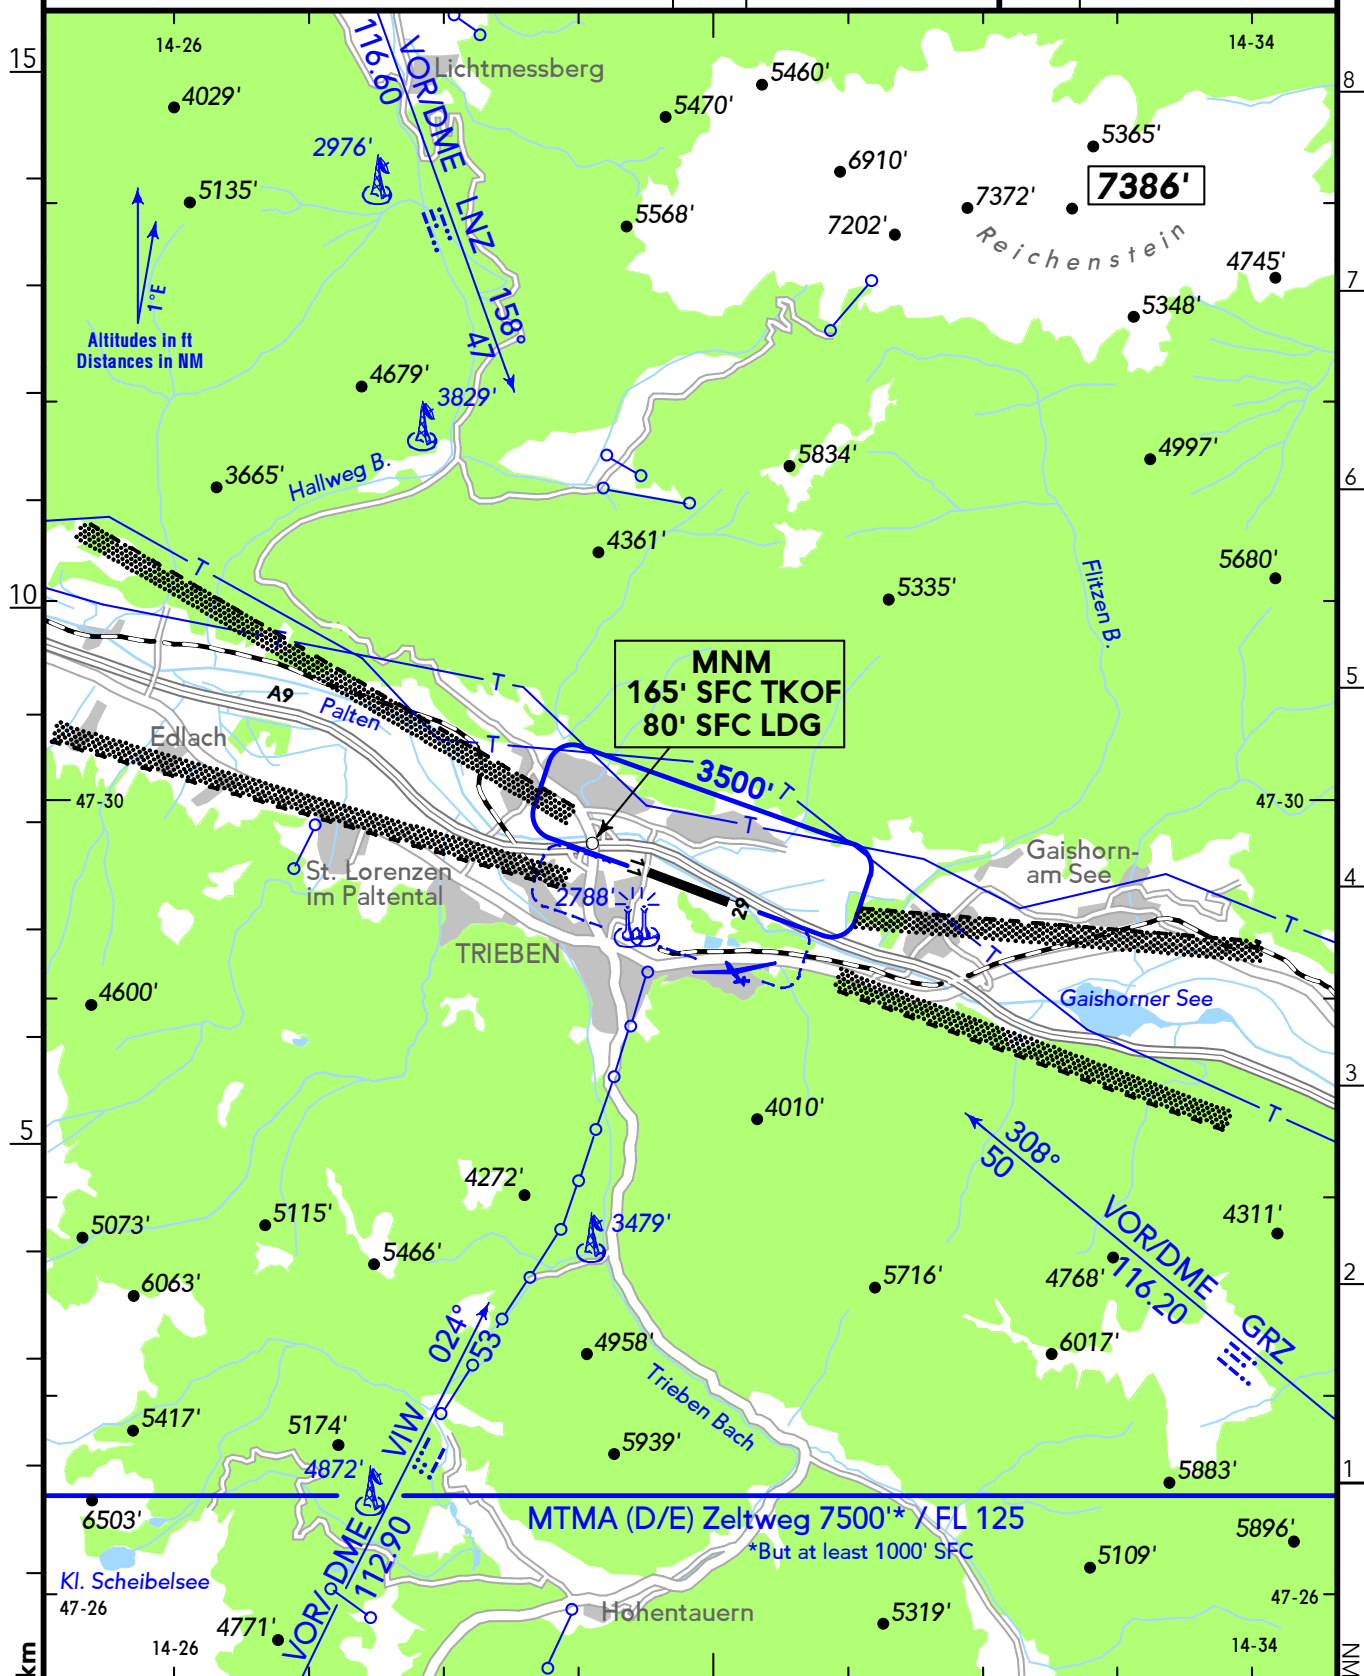 15
14-26
14-34
8
Lichtmessberg
VOR/DME LNZ 158°
116.60
47
4029'
5470'
5460'
5365'
2976'
6910'
7386'
5135'
5568'
7372'
7202'
Reichenstein
4745'
7
1°E
5348'
Altitudes in ft
Distances in NM
4679'
3829'
5834'
4997'
3665'
Hallweg B.
6
4361'
5680'
5335'
Flitzen B.
T
10
T
MNM
165' SFC TKOF
80' SFC LDG
5
A9
Palten
T
Edlach
T
3500'
T
47-30
47-30
T
St. Lorenzen
im Paltental
11
29
2788'
Gaishorn-
am See
4
T
TRIEBEN
T
4600'
Gaishorner See
3
T
4010'
5
308°
50
VOR/DME GRZ
116.20
4272'
5073'
5115'
3479'
4311'
5466'
6063'
5716'
4768'
2
024°
53
4958'
6017'
Trieben Bach
5417'
5174'
VIW
5939'
5883'
4872'
1
6503'
MTMA (D/E) Zeltweg 7500'* / FL 125
*But at least 1000' SFC
5896'
5109'
VOR/DME
112.90
Kl. Scheibelsee
47-26
47-26
Hohentauern
5319'
4771'
14-26
14-34
km
NM